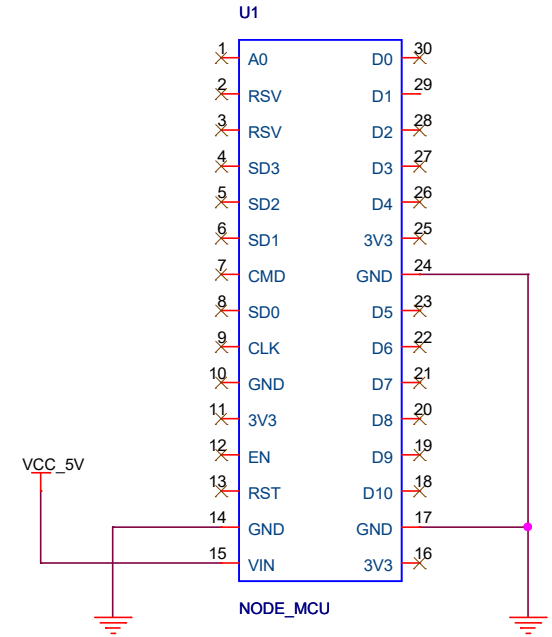 U1
1 A0 D0 30
2 RSV D1 29
3 RSV D2 28
4 SD3 D3 27
5 SD2 D4 26
6 SD1 3V3 25
7 CMD GND 24
8 SD0 D5 23
9 CLK D6 22
10 GND D7 21
11 3V3 D8 20
12 EN D9 19
VCC_5V
13 RST D10 18
14 GND GND 17
15 VIN 3V3 16
NODE_MCU